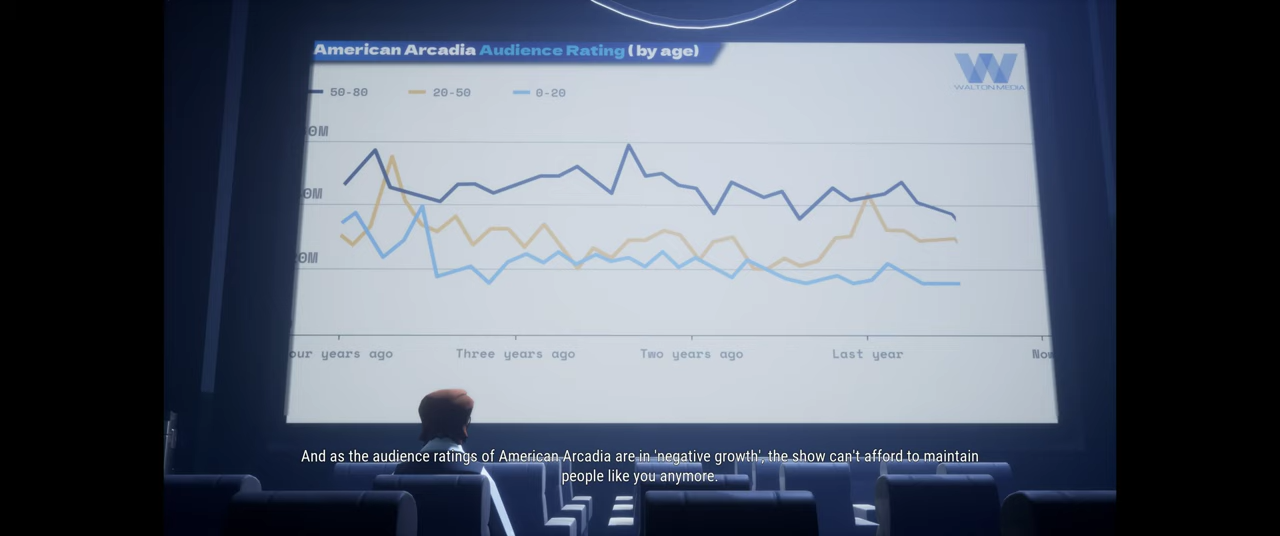 American Arcadia Audience Rating (by age)
WALTON MEDIA
50-80 20-50 0-20
years ago Three years ago Two years ago Last year
And as the audience ratings of American Arcadia are in 'negative growth', the show can't afford to maintain
people like you anymore.